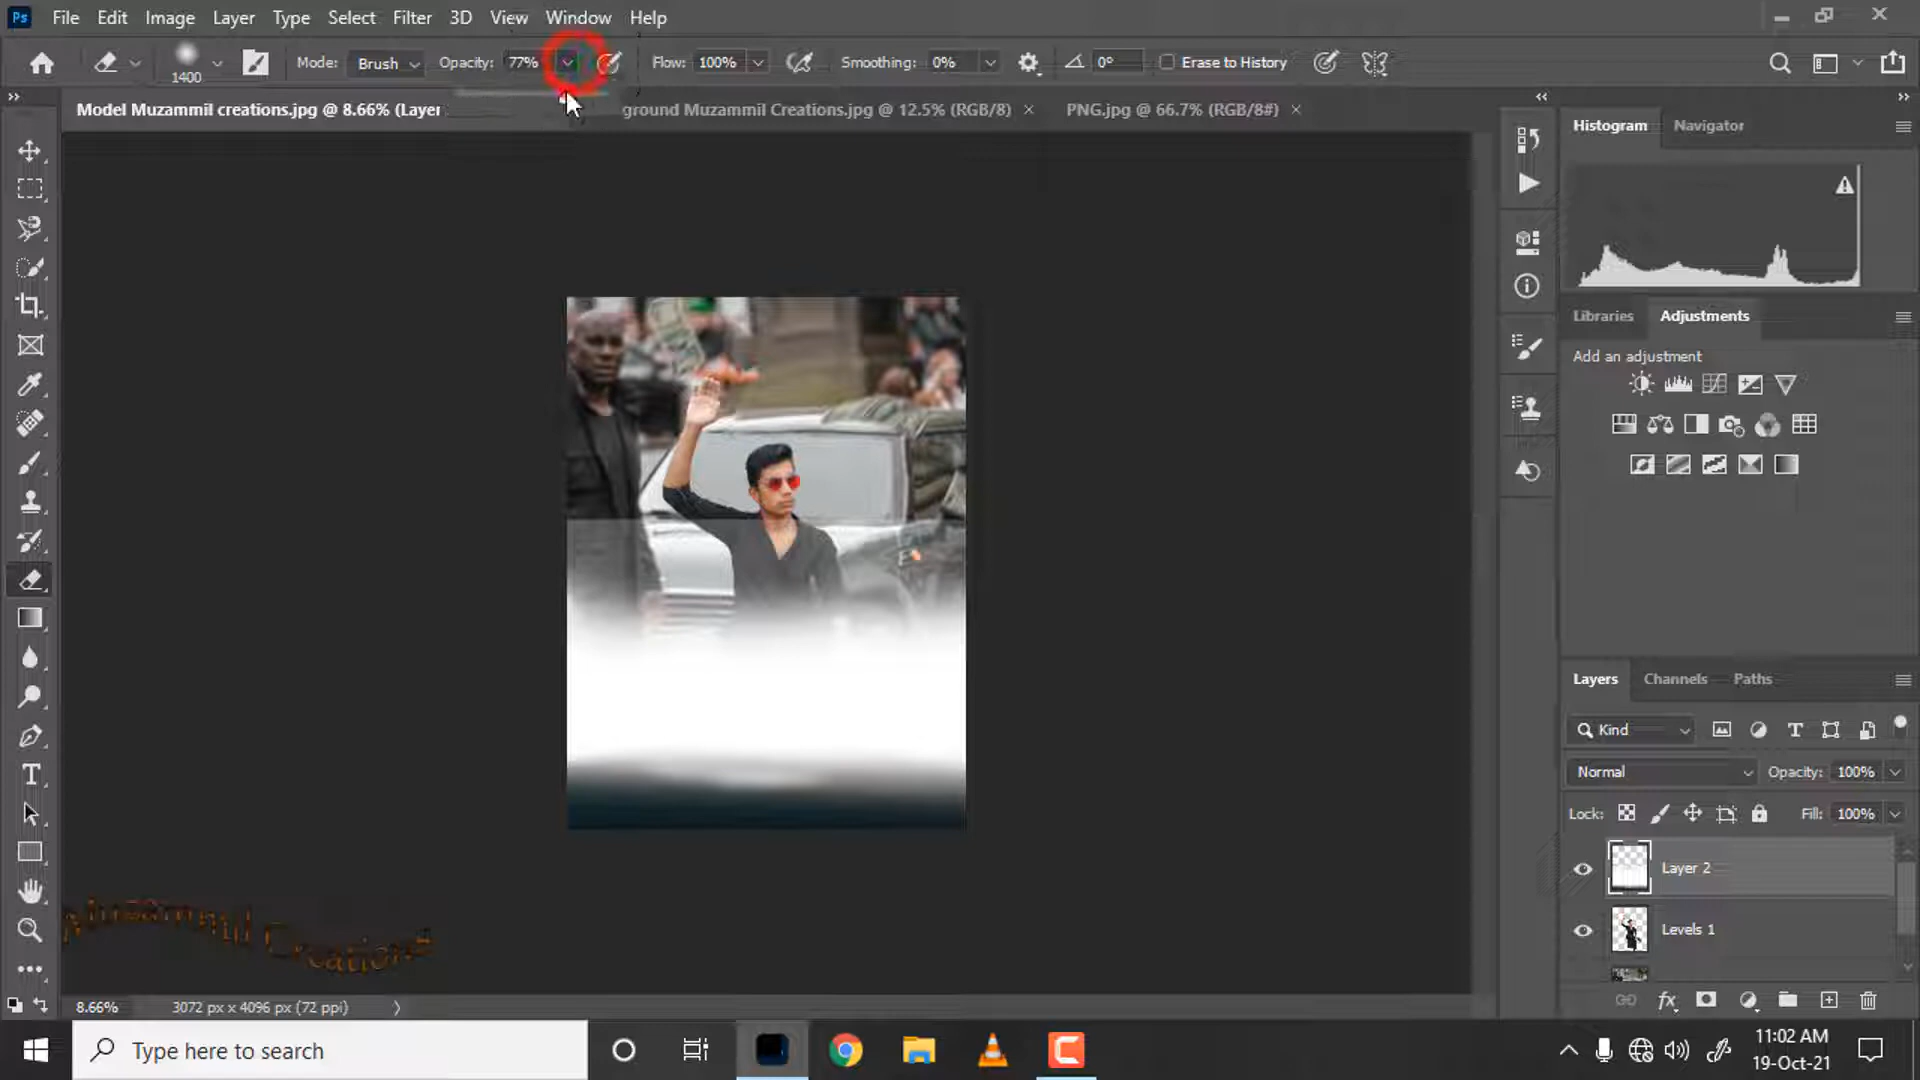 Ps File Edit Image Layer Type Select Filter 3D View Window Help
1400 Mode: Brush Opacity: 77% Flow: 100% Smoothing: 0% 0° Erase to History
Model Muzammil creations.jpg @ 8.66% (Layer ground Muzammil Creations.jpg @ 12.5% (RGB/8) × PNG.jpg @ 66.7% (RGB/8#) ×
Histogram Navigator
Libraries Adjustments
Add an adjustment
Layers Channels Paths
Kind
Normal Opacity: 100%
Lock: Fill: 100%
Layer 2
Levels 1
Muzammil Creations
8.66% 3072 px x 4096 px (72 ppi)
Type here to search
11:02 AM
19-Oct-21